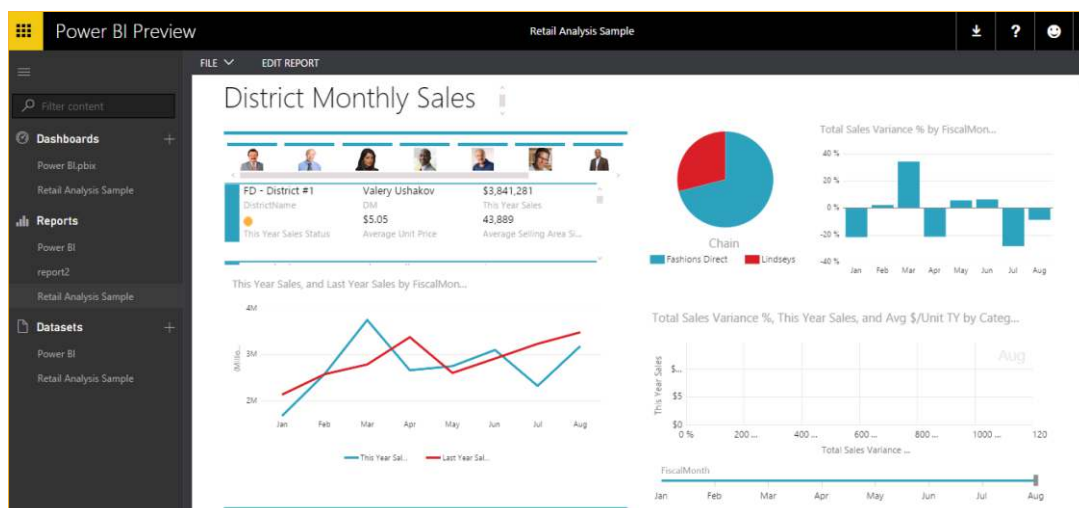 Power BI Preview
Retail Analysis Sample
?
FILE
EDIT REPORT
Filter content
Dashboards +
Power BI.pbix
Retail Analysis Sample
Reports
Power BI
report2
Retail Analysis Sample
Datasets +
Power BI
Retail Analysis Sample
District Monthly Sales
FD - District #1 Valery Ushakov $3,841,281
DistrictName DM This Year Sales
$5.05 43,889
This Year Sales Status Average Unit Price Average Selling Area Si...
Chain
Fashions Direct Lindseys
Total Sales Variance % by FiscalMon...
40 %
20 %
0 %
-20 %
-40 %
Jan Feb Mar Apr May Jun Jul Aug
This Year Sales, and Last Year Sales by FiscalMon...
4M
3M
2M
(Millio...
Jan Feb Mar Apr May Jun Jul Aug
This Year Sal... Last Year Sal...
Total Sales Variance %, This Year Sales, and Avg $/Unit TY by Categ...
Aug
This Year Sales
$...
$5
$0
0 % 200 ... 400 ... 600 ... 800 ... 1000 ... 120
Total Sales Variance ...
FiscalMonth
Jan Feb Mar Apr May Jun Jul Aug